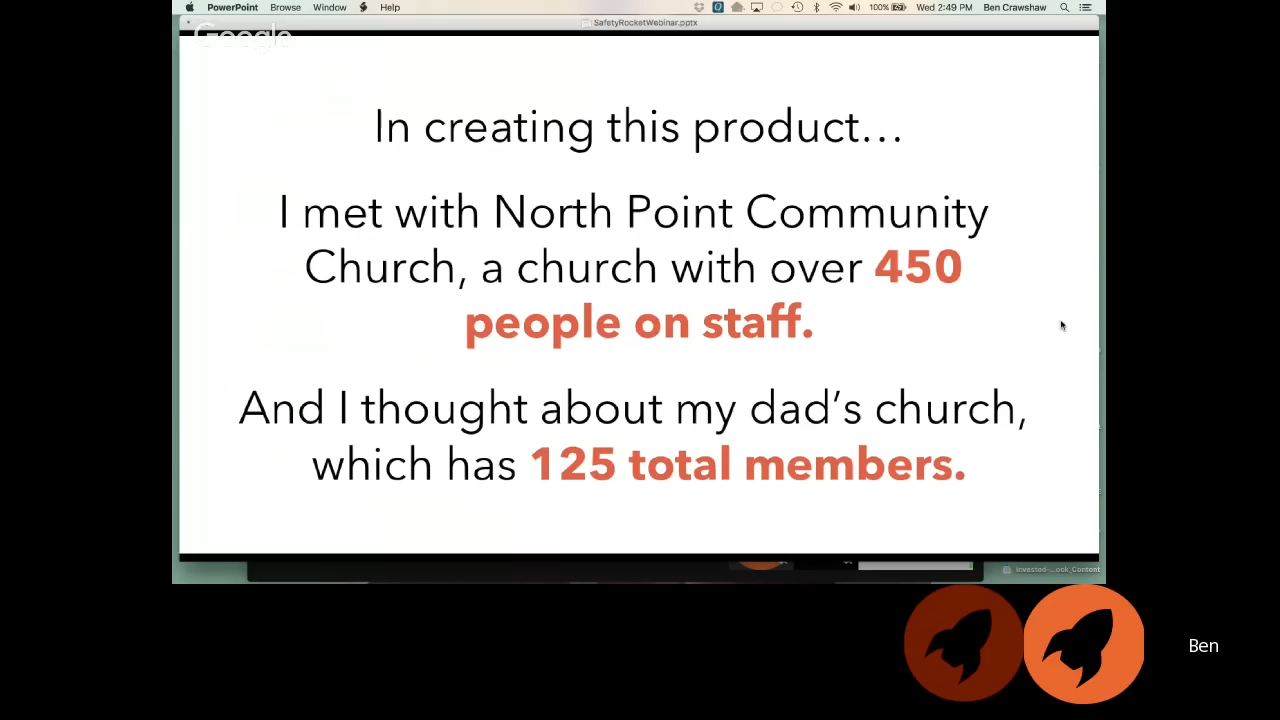 PowerPoint Browse Window Help 100% Wed 2:49 PM Ben Crawshaw
SafetyRocketWebinar.pptx
Google
In creating this product…
I met with North Point Community
Church, a church with over 450
people on staff.
And I thought about my dad’s church,
which has 125 total members.
invested-...ook_Content
Ben